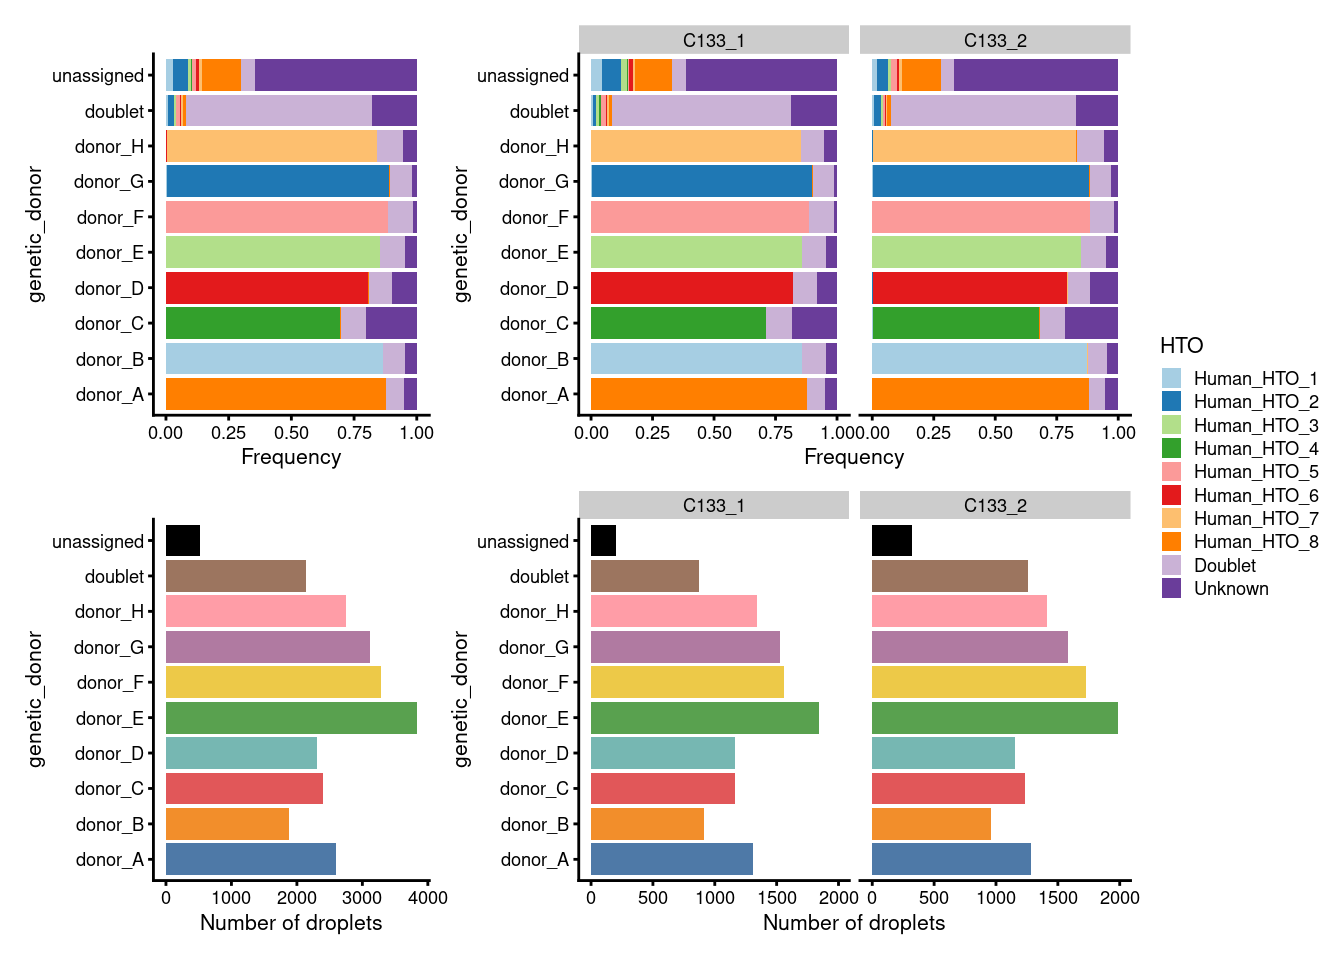 unassigned
doublet
donor_H
donor_G
donor_F
donor_E
donor_D
donor_C
donor_B
donor_A
genetic_donor
0.00 0.25 0.50 0.75 1.00
Frequency
C133_1 C133_2
unassigned
doublet
donor_H
donor_G
donor_F
donor_E
donor_D
donor_C
donor_B
donor_A
genetic_donor
0.00 0.25 0.50 0.75 1.00 0.00 0.25 0.50 0.75 1.00
Frequency
unassigned
doublet
donor_H
donor_G
donor_F
donor_E
donor_D
donor_C
donor_B
donor_A
genetic_donor
0 1000 2000 3000 4000
Number of droplets
C133_1 C133_2
unassigned
doublet
donor_H
donor_G
donor_F
donor_E
donor_D
donor_C
donor_B
donor_A
genetic_donor
0 500 1000 1500 2000 0 500 1000 1500 2000
Number of droplets
HTO
Human_HTO_1
Human_HTO_2
Human_HTO_3
Human_HTO_4
Human_HTO_5
Human_HTO_6
Human_HTO_7
Human_HTO_8
Doublet
Unknown